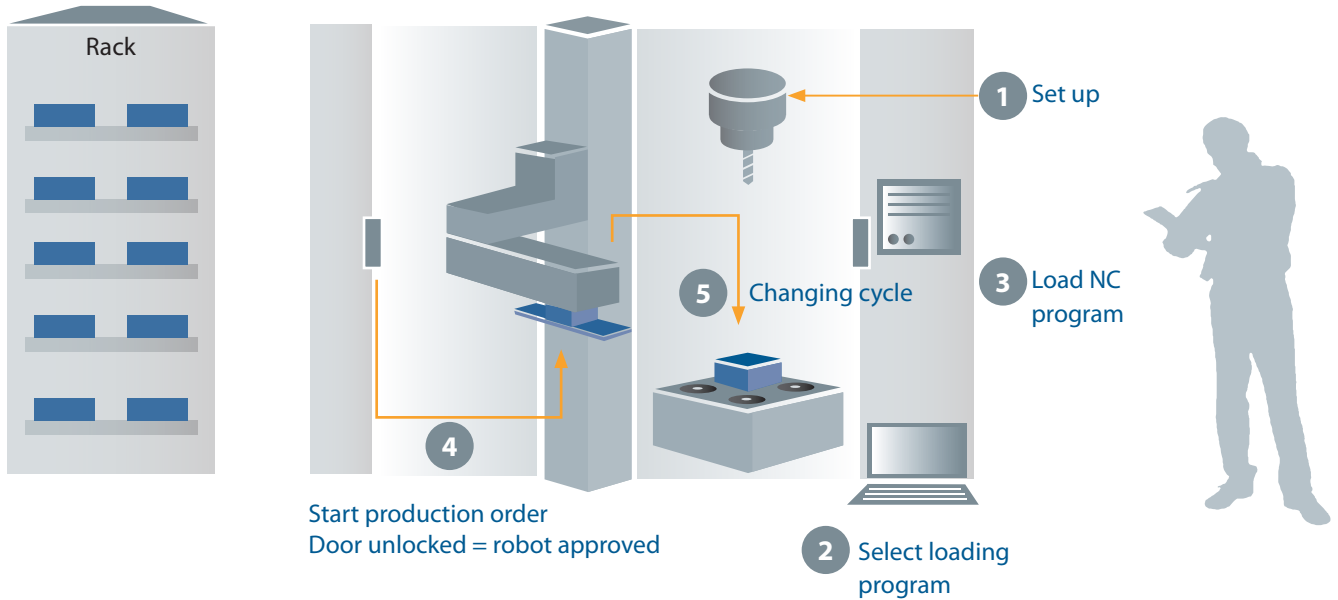 Rack
1 Set up
3 Load NC
program
5 Changing cycle
4
Start production order
Door unlocked = robot approved
2 Select loading
program